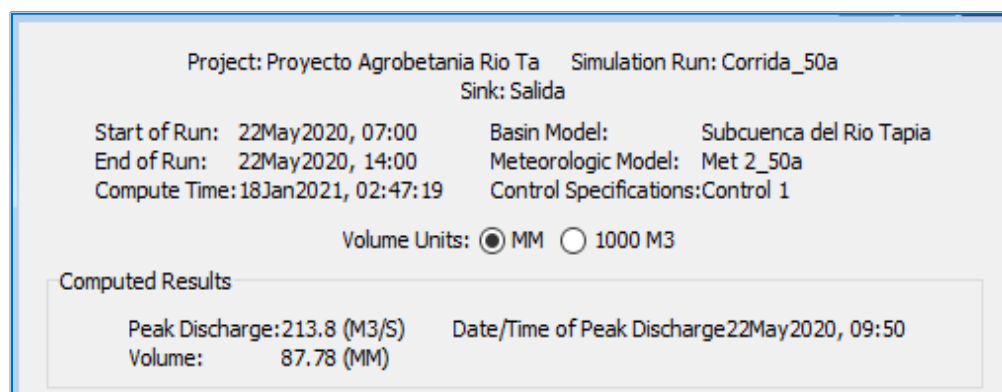 Project: Proyecto Agrobetania Rio Ta Simulation Run: Corrida_50a
Sink: Salida
Start of Run: 22May2020, 07:00 Basin Model: Subcuenca del Rio Tapia
End of Run: 22May2020, 14:00 Meteorologic Model: Met 2_50a
Compute Time:18Jan2021, 02:47:19 Control Specifications:Control 1
Volume Units: MM 1000 M3
Computed Results
Peak Discharge:213.8 (M3/S) Date/Time of Peak Discharge22May2020, 09:50
Volume: 87.78 (MM)